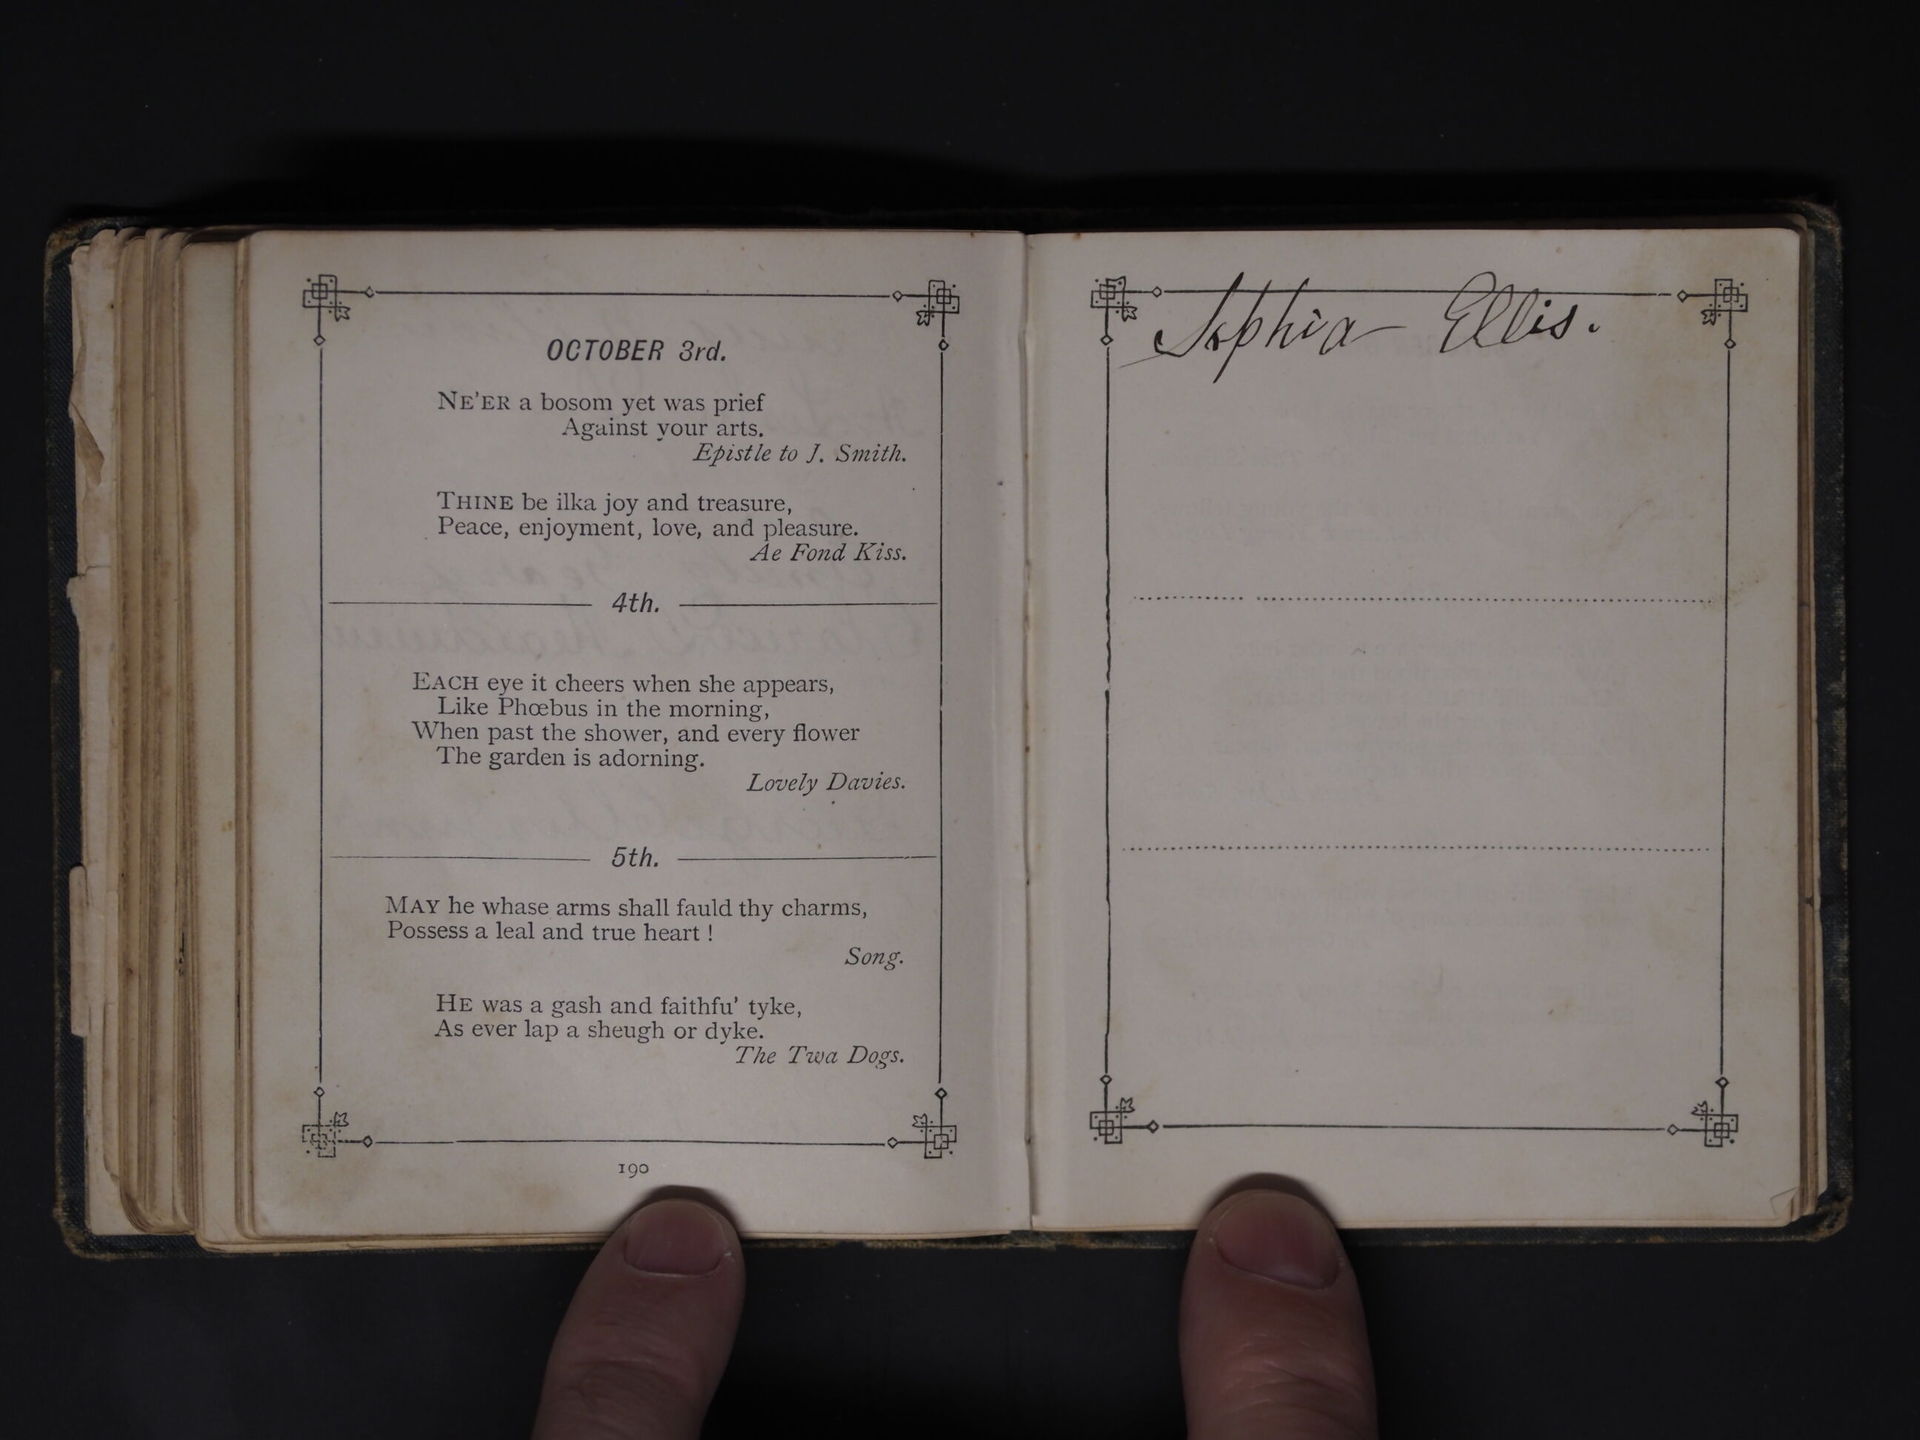 OCTOBER 3rd.
NE'ER a bosom yet was prief
Against your arts.
Epistle to J. Smith.
THINE be ilka joy and treasure,
Peace, enjoyment, love, and pleasure.
Ae Fond Kiss.
4th.
EACH eye it cheers when she appears,
Like Phœbus in the morning,
When past the shower, and every flower
The garden is adorning.
Lovely Davies.
5th.
MAY he whase arms shall fauld thy charms,
Possess a leal and true heart !
Song.
HE was a gash and faithfu' tyke,
As ever lap a sheugh or dyke.
The Twa Dogs.
190
Sophia Ellis.